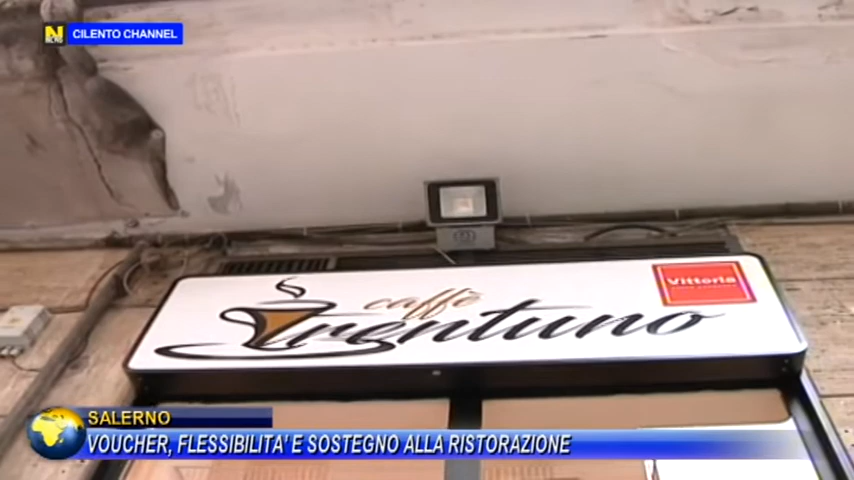 N
CILENTO CHANNEL
caffè
trentuno
Vittoria
SALERNO
VOUCHER, FLESSIBILITA' E SOSTEGNO ALLA RISTORAZIONE